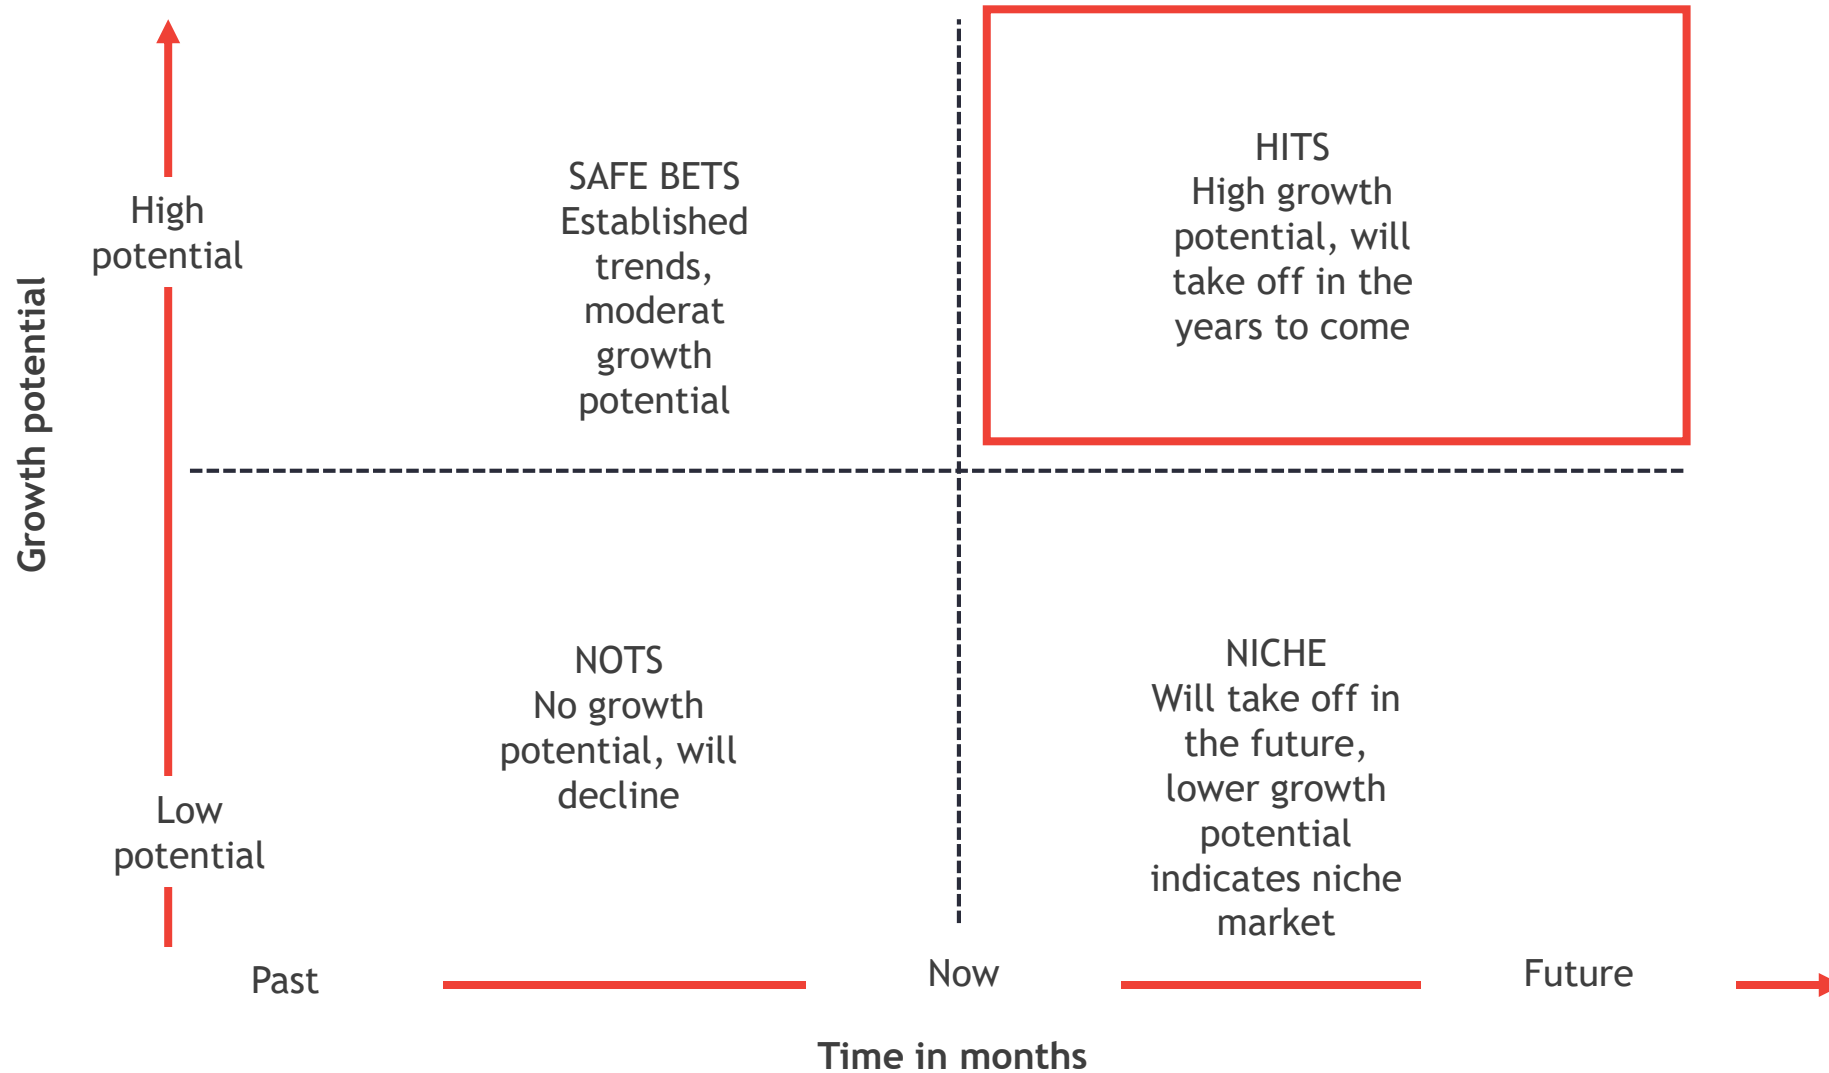 Growth potential
High
potential
Low
potential
SAFE BETS
Established
trends,
moderat
growth
potential
HITS
High growth
potential, will
take off in the
years to come
NOTS
No growth
potential, will
decline
NICHE
Will take off in
the future,
lower growth
potential
indicates niche
market
Past
Now
Future
Time in months